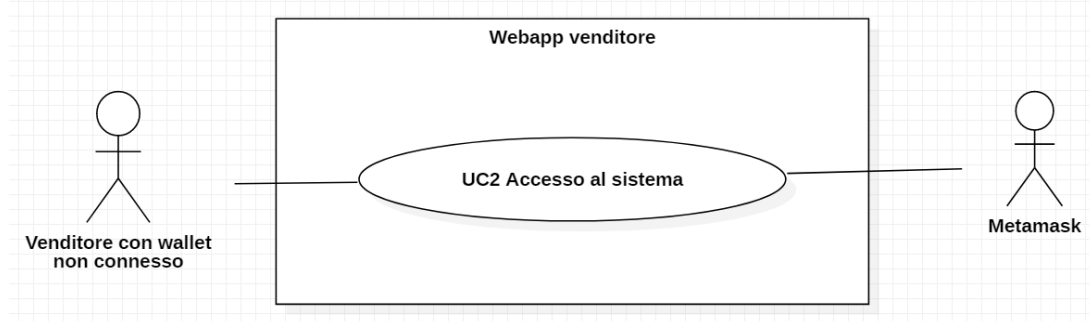 Webapp venditore
UC2 Accesso al sistema
Venditore con wallet
non connesso
Metamask